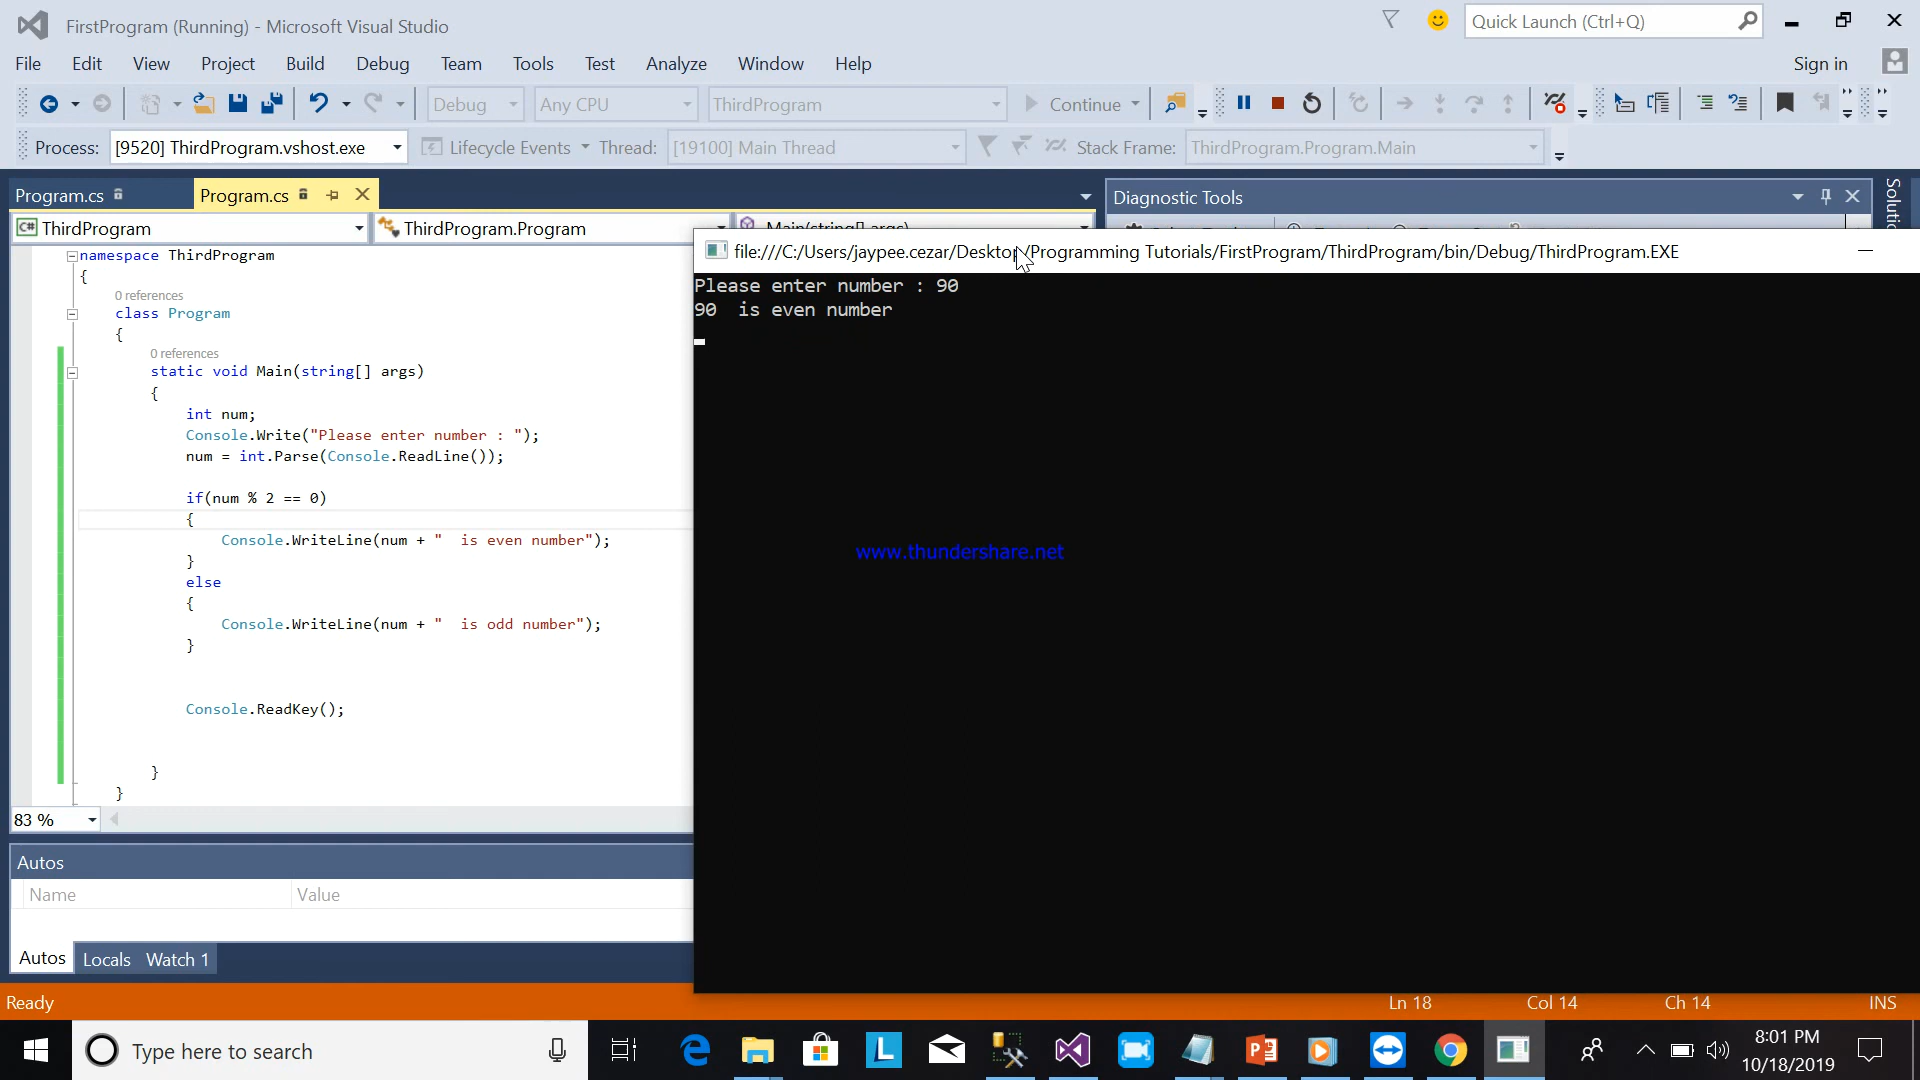 FirstProgram (Running) - Microsoft Visual Studio
Quick Launch (Ctrl+Q)
File Edit View Project Build Debug Team Tools Test Analyze Window Help
Sign in
Debug Any CPU ThirdProgram Continue
Process: [9520] ThirdProgram.vshost.exe Lifecycle Events Thread: [19100] Main Thread Stack Frame: ThirdProgram.Program.Main
Program.cs Program.cs
Diagnostic Tools
Soluti
ThirdProgram ThirdProgram.Program Main(string[] args)
file:///C:/Users/jaypee.cezar/Desktop/Programming Tutorials/FirstProgram/ThirdProgram/bin/Debug/ThirdProgram.EXE
Please enter number : 90
90  is even number
www.thundershare.net
namespace ThirdProgram
{
0 references
class Program
{
0 references
static void Main(string[] args)
{
int num;
Console.Write("Please enter number : ");
num = int.Parse(Console.ReadLine());
if(num % 2 == 0)
{
Console.WriteLine(num + "  is even number");
}
else
{
Console.WriteLine(num + "  is odd number");
}
Console.ReadKey();
}
}
83 %
Autos
Name Value
Autos Locals Watch 1
Ready Ln 18 Col 14 Ch 14 INS
Type here to search
8:01 PM
10/18/2019